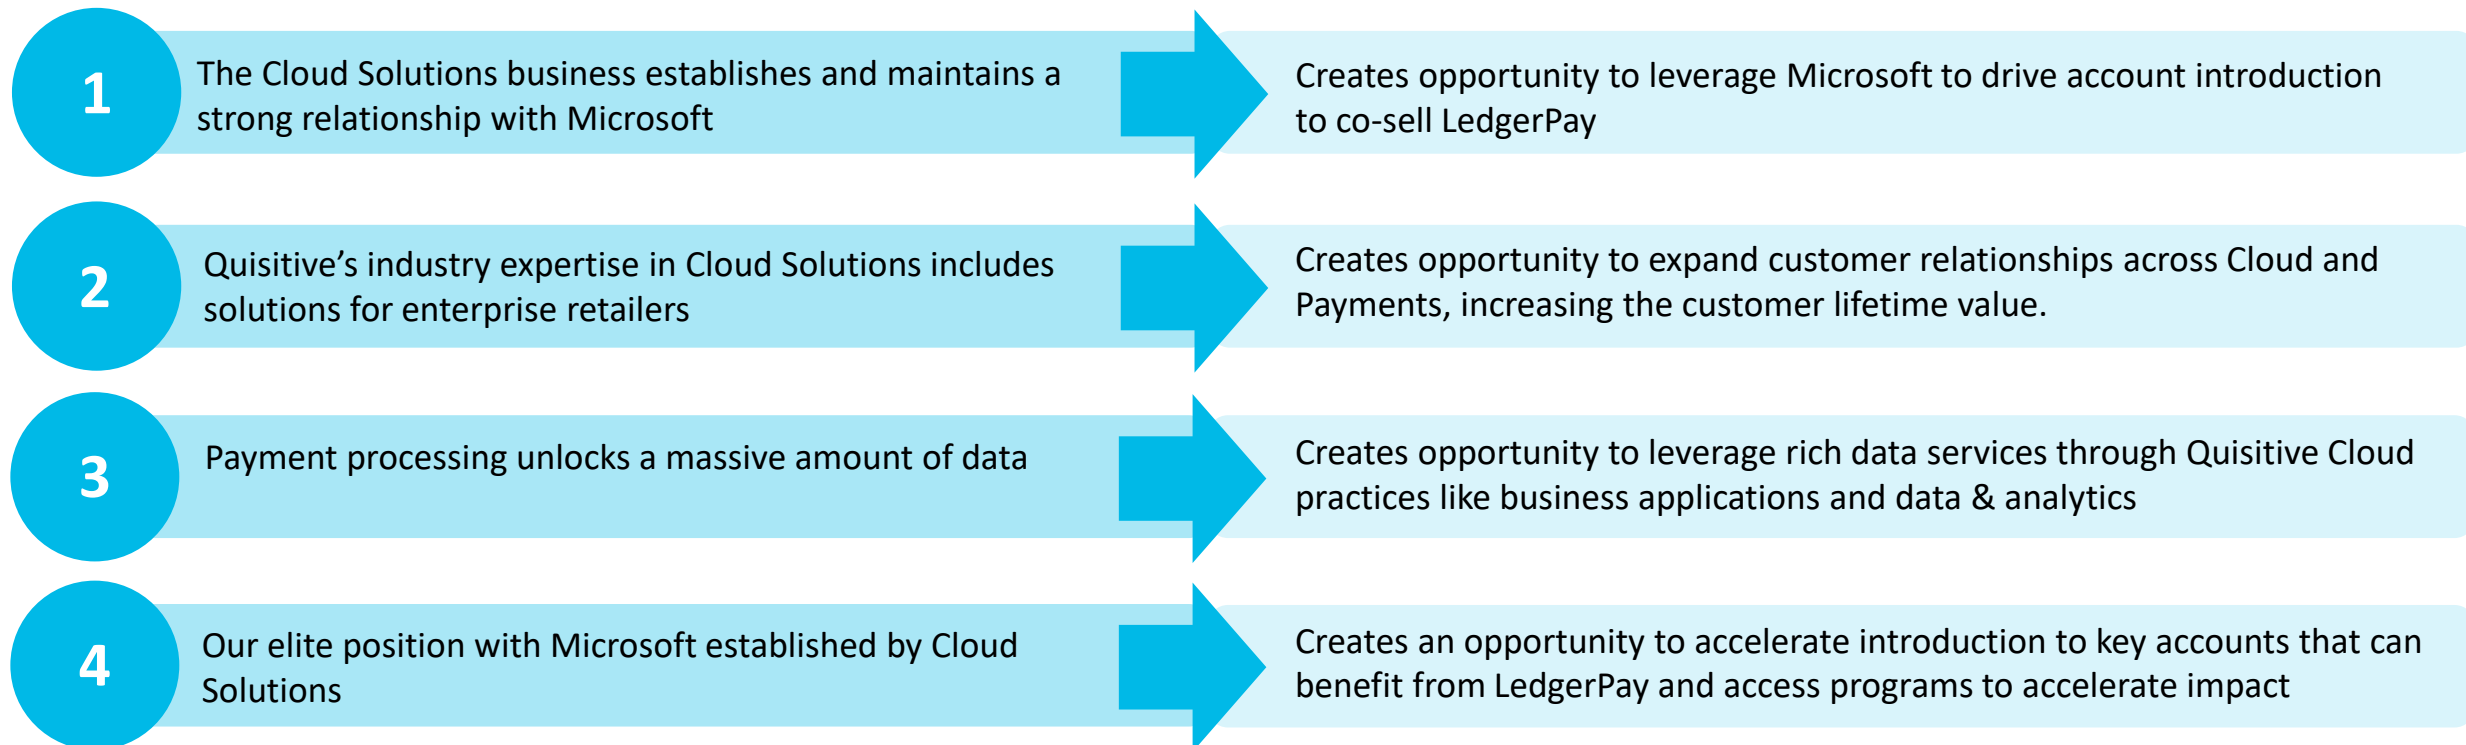 1
The Cloud Solutions business establishes and maintains a
strong relationship with Microsoft
Creates opportunity to leverage Microsoft to drive account introduction
to co-sell LedgerPay
2
Quisitive’s industry expertise in Cloud Solutions includes
solutions for enterprise retailers
Creates opportunity to expand customer relationships across Cloud and
Payments, increasing the customer lifetime value.
3
Payment processing unlocks a massive amount of data
Creates opportunity to leverage rich data services through Quisitive Cloud
practices like business applications and data & analytics
4
Our elite position with Microsoft established by Cloud
Solutions
Creates an opportunity to accelerate introduction to key accounts that can
benefit from LedgerPay and access programs to accelerate impact